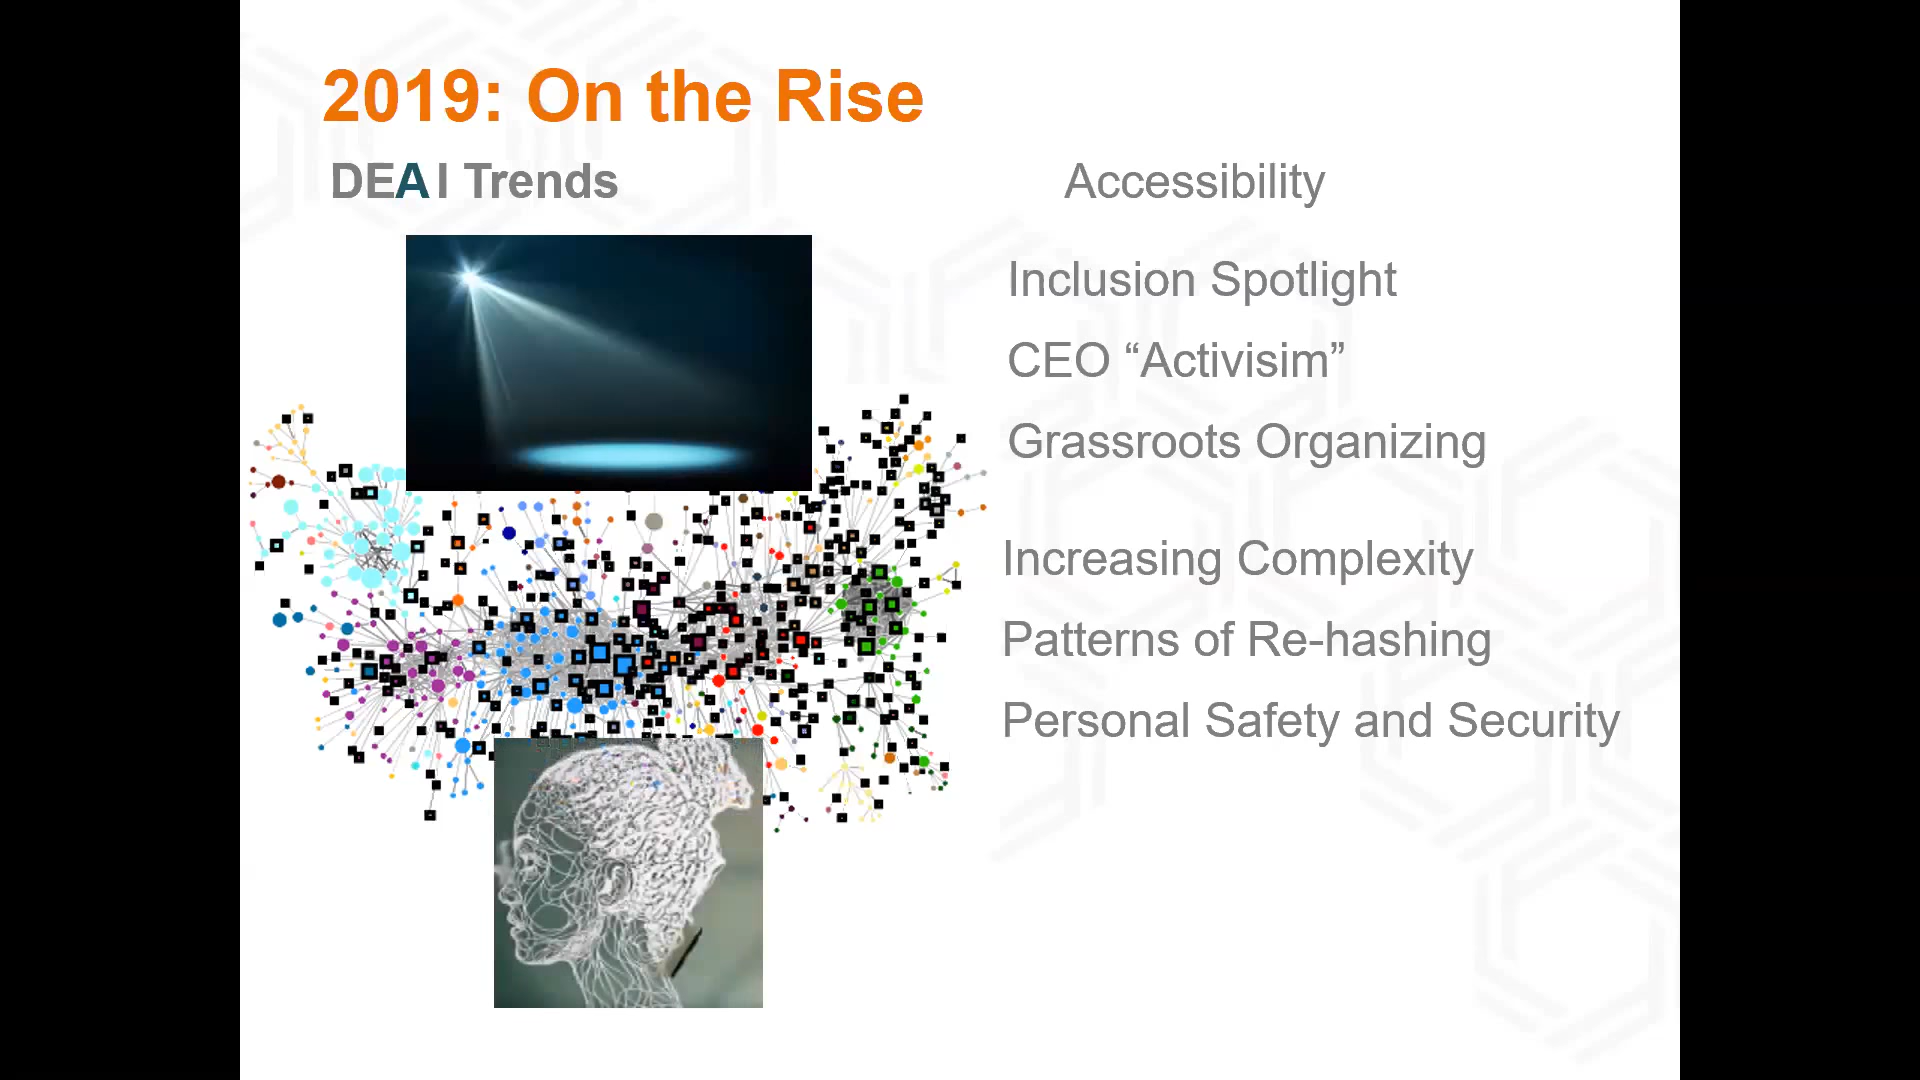 2019: On the Rise
DEAI Trends
Accessibility
Inclusion Spotlight
CEO “Activisim”
Grassroots Organizing
Increasing Complexity
Patterns of Re-hashing
Personal Safety and Security